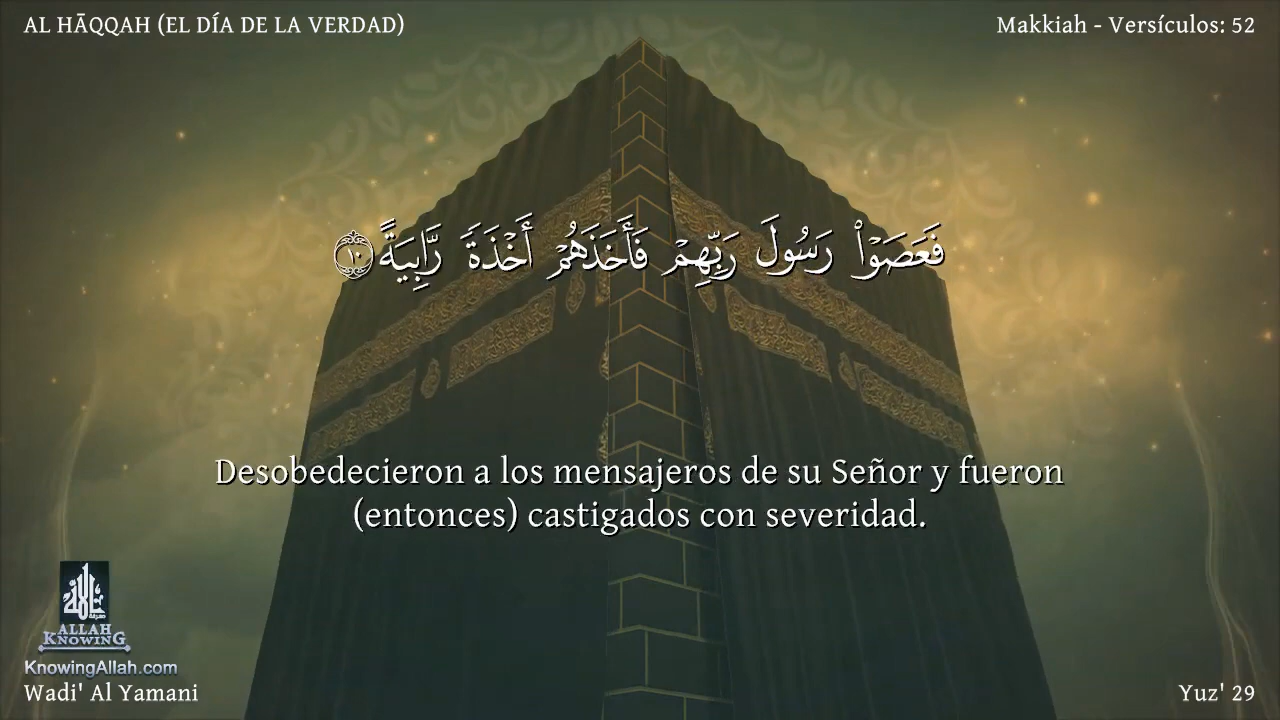 AL HĀQQAH (EL DÍA DE LA VERDAD)
Makkiah - Versículos: 52
فَعَصَوْا۟ رَسُولَ رَبِّهِمْ فَأَخَذَهُمْ أَخْذَةً رَّابِيَةً ١٠
Desobedecieron a los mensajeros de su Señor y fueron
(entonces) castigados con severidad.
ALLAH
KNOWING
KnowingAllah.com
Wadi' Al Yamani
Yuz' 29